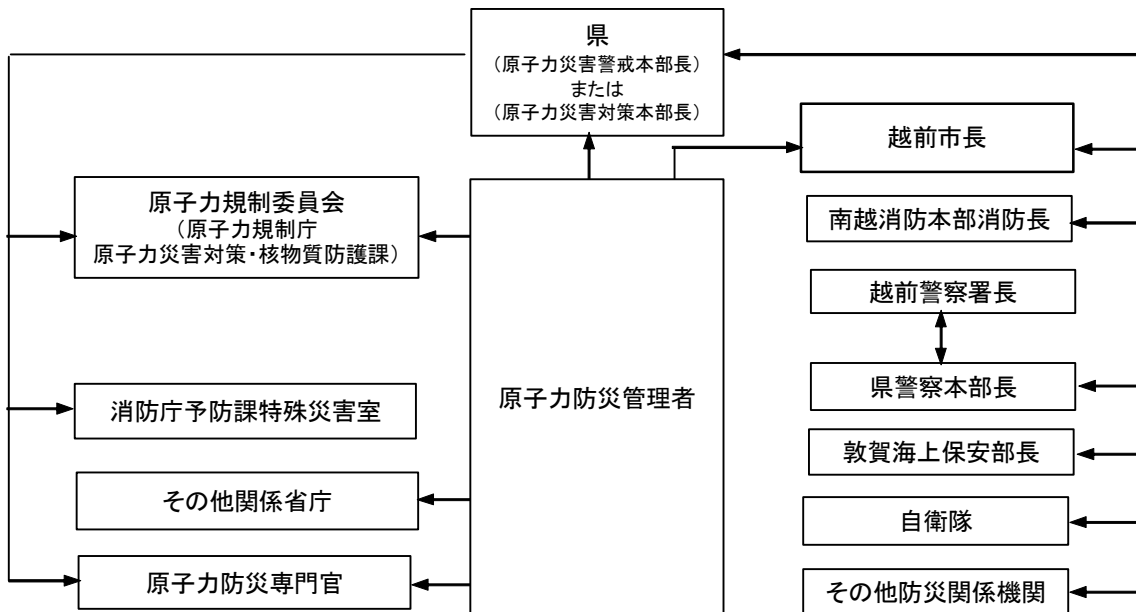 県
（原子力災害警戒本部長）
または
（原子力災害対策本部長）
越前市長
原子力規制委員会
（原子力規制庁
原子力災害対策・核物質防護課）
南越消防本部消防長
越前警察署長
原子力防災管理者
県警察本部長
消防庁予防課特殊災害室
敦賀海上保安部長
その他関係省庁
自衛隊
原子力防災専門官
その他防災関係機関